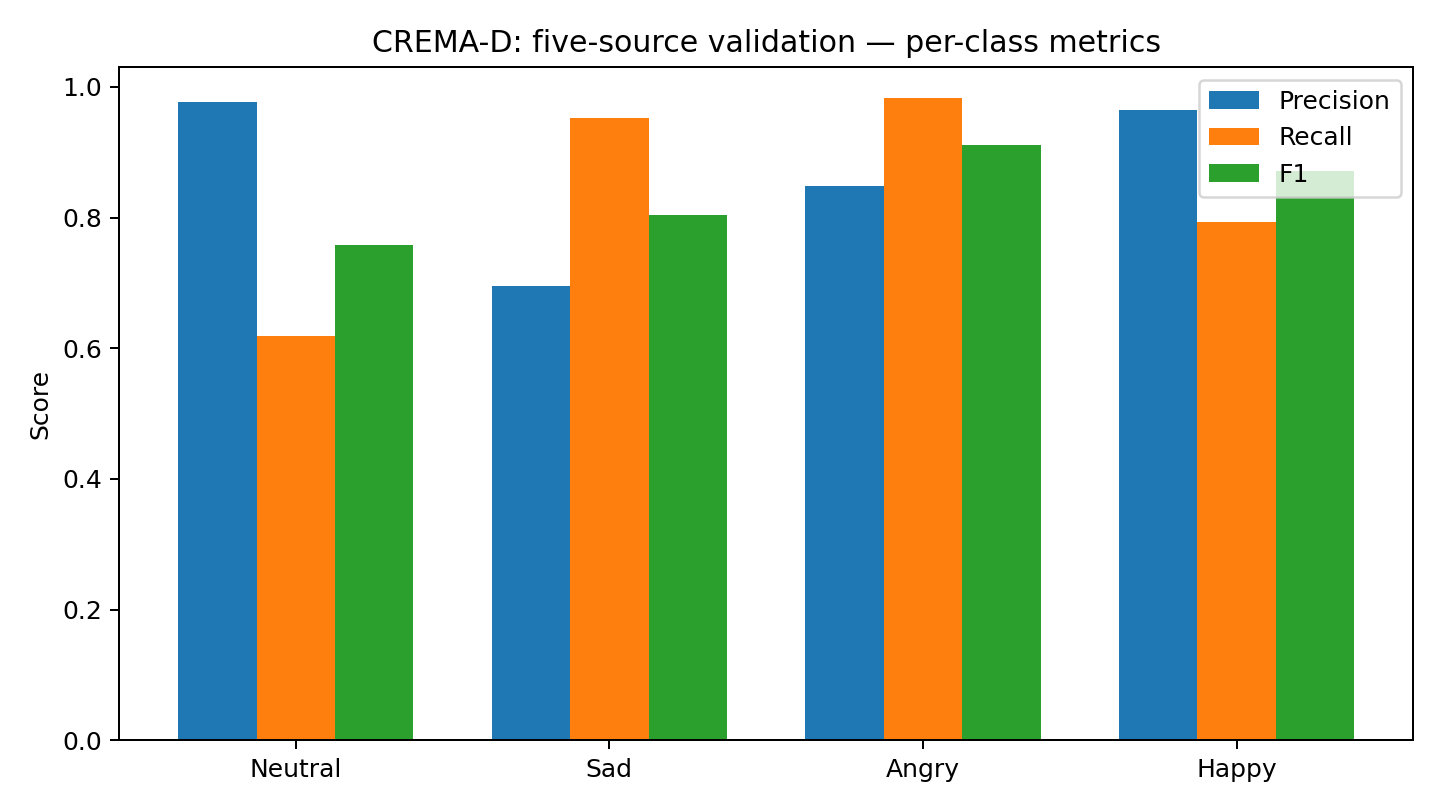 CREMA-D: five-source validation — per-class metrics
Precision
Recall
F1
Score
1.0
0.8
0.6
0.4
0.2
0.0
Neutral
Sad
Angry
Happy